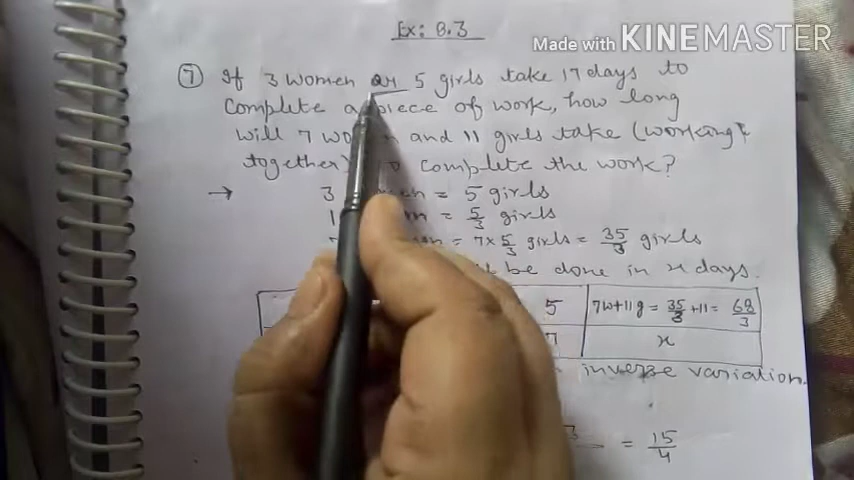 Ex: 8.3
Made with KINEMASTER
7 If 3 women or 5 girls take 17 days to
complete a piece of work, how long
will 7 and 11 girls take (working
together) to complete the work?
→ 3 = 5 girls
1 = 5/3 girls
= 7 × 5/3 girls = 35/3 girls
be done in x days.
5 7w + 11g = 35/3 + 11 = 68/3
x
inverse variation.
= 15/4